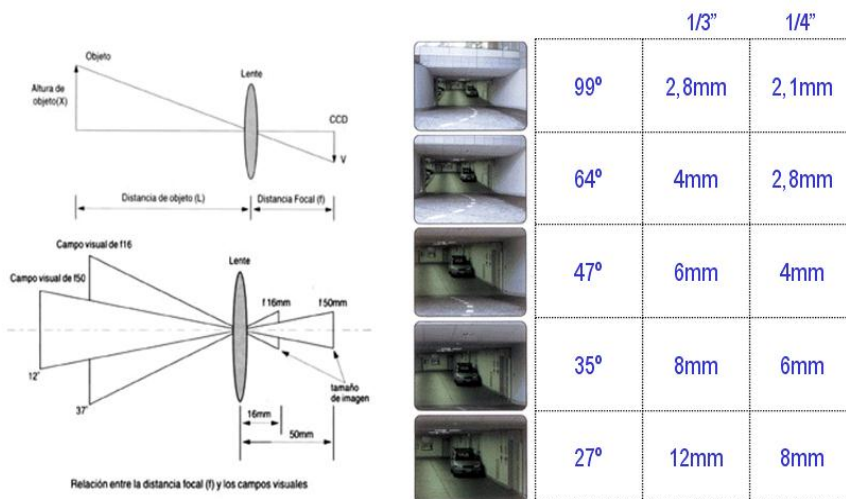 Objeto
Lente
Altura de
objeto(X)
CCD
V
Distancia de objeto (L)
Distancia Focal (f)
Campo visual de f16
Campo visual de f50
Lente
f 16mm
f 50mm
12°
37°
tamaño
de imagen
16mm
50mm
Relación entre la distancia focal (f) y los campos visuales
1/3” 1/4”
99º 2,8mm 2,1mm
64º 4mm 2,8mm
47º 6mm 4mm
35º 8mm 6mm
27º 12mm 8mm